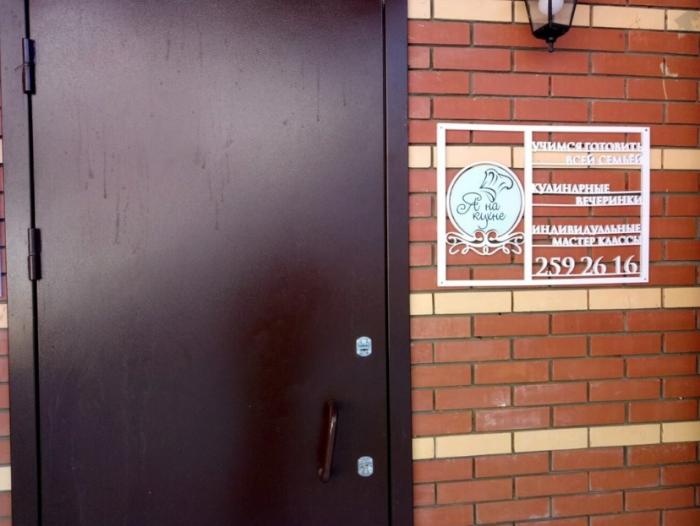 Я на
кухне
УЧИМСЯ ГОТОВИТЬ
ВСЕЙ СЕМЬЁЙ
КУЛИНАРНЫЕ
ВЕЧЕРИНКИ
ИНДИВИДУАЛЬНЫЕ
МАСТЕР КЛАССЫ
259 26 16